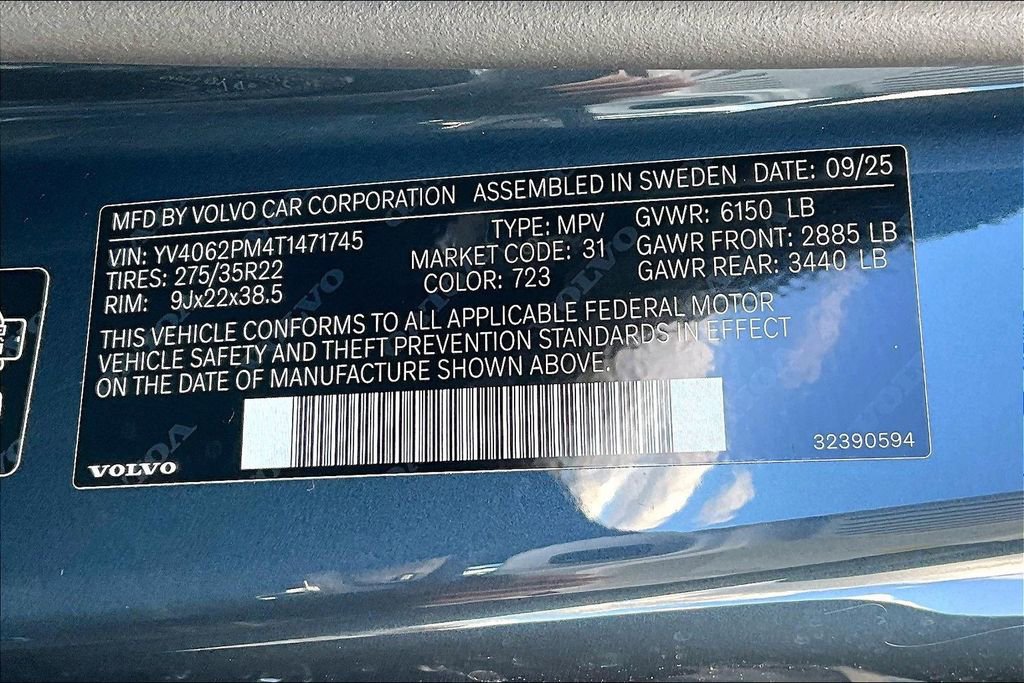 MFD BY VOLVO CAR CORPORATION ASSEMBLED IN SWEDEN DATE: 09/25
VIN: YV4062PM4T1471745 TYPE: MPV GVWR: 6150 LB
TIRES: 275/35R22 MARKET CODE: 31 GAWR FRONT: 2885 LB
RIM: 9Jx22x38.5 COLOR: 723 GAWR REAR: 3440 LB
THIS VEHICLE CONFORMS TO ALL APPLICABLE FEDERAL MOTOR
VEHICLE SAFETY AND THEFT PREVENTION STANDARDS IN EFFECT
ON THE DATE OF MANUFACTURE SHOWN ABOVE.
VOLVO 32390594